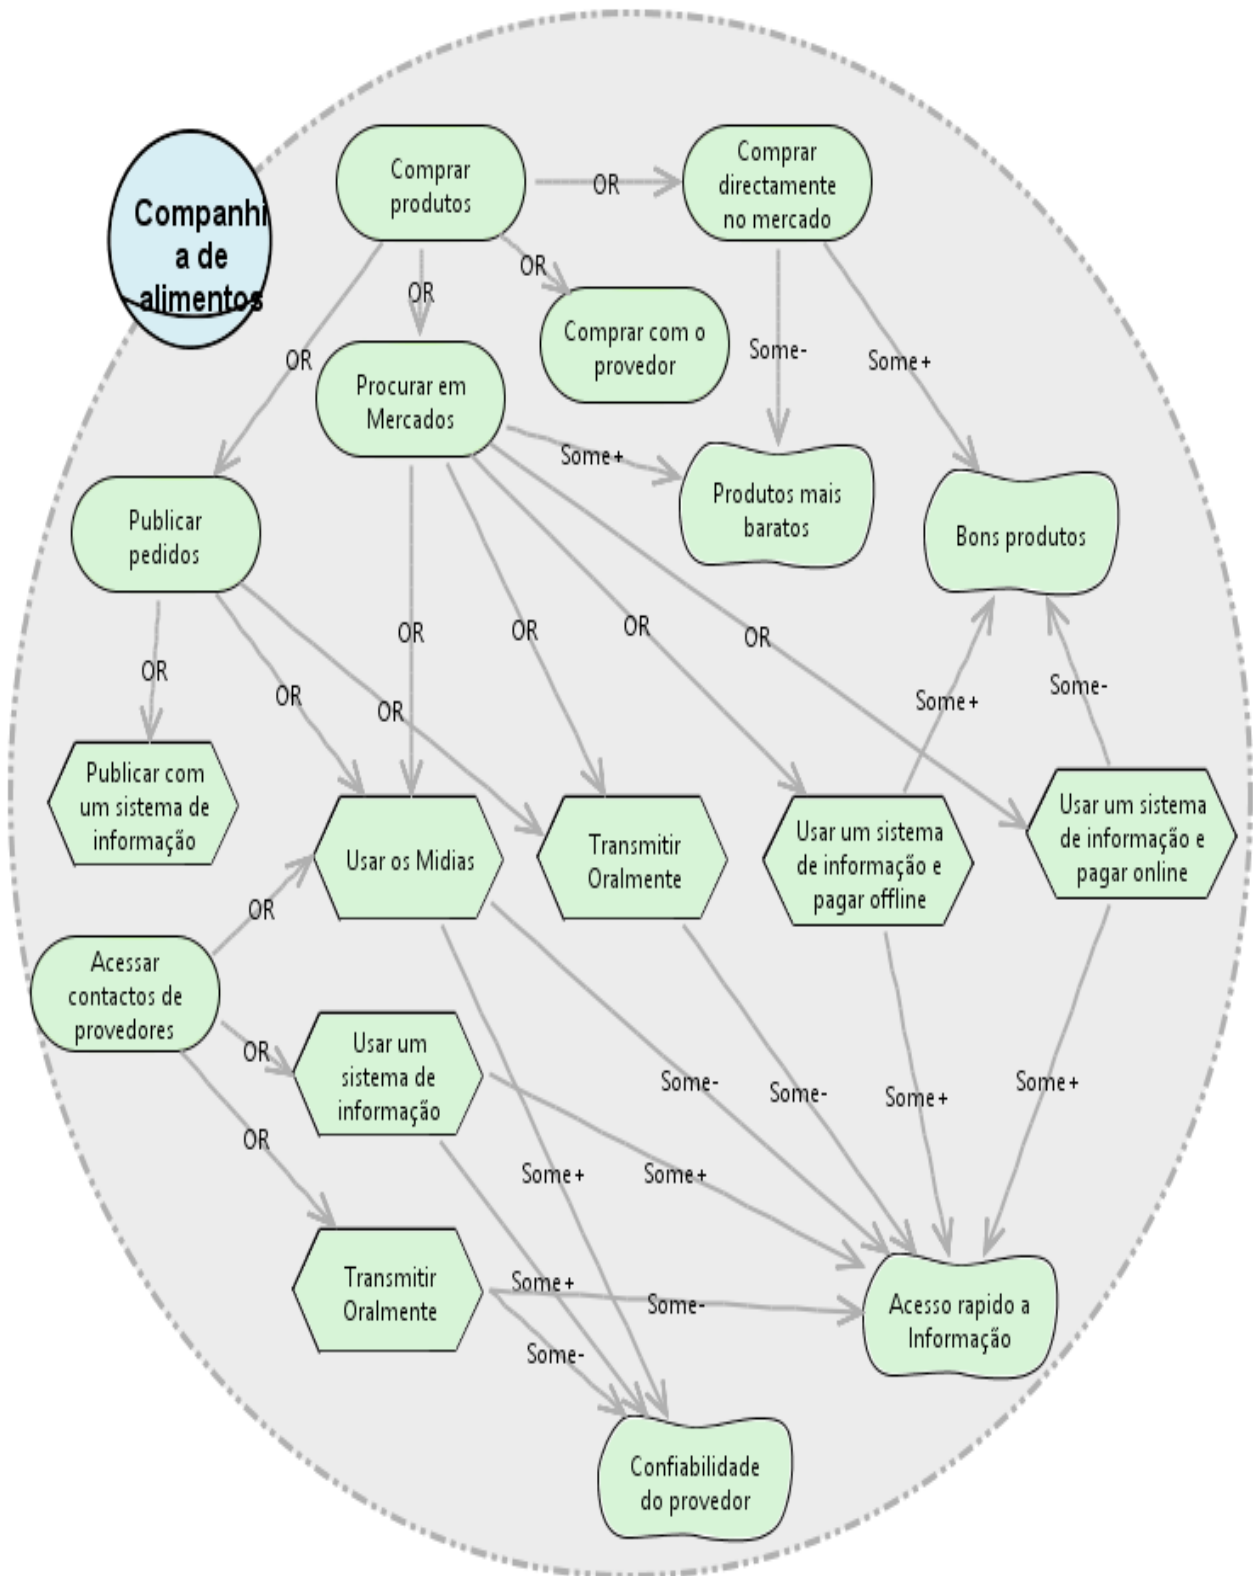 Companhi
a de
alimentos
Comprar
produtos
OR
Comprar
directamente
no mercado
OR
OR
OR
Comprar com o
provedor
Some-
Some+
Procurar em
Mercados
Some+
Produtos mais
baratos
Bons produtos
Publicar
pedidos
OR
OR
OR
OR
OR
OR
OR
Some+
Some-
Publicar com
um sistema de
informação
Usar os Midias
Transmitir
Oralmente
Usar um sistema
de informação e
pagar offline
Usar um sistema
de informação e
pagar online
OR
Acessar
contactos de
provedores
OR
OR
Usar um
sistema de
informação
Some-
Some-
Some+
Some+
Some+
Some+
Transmitir
Oralmente
Some+
Some-
Some-
Acesso rapido a
Informação
Confiabilidade
do provedor